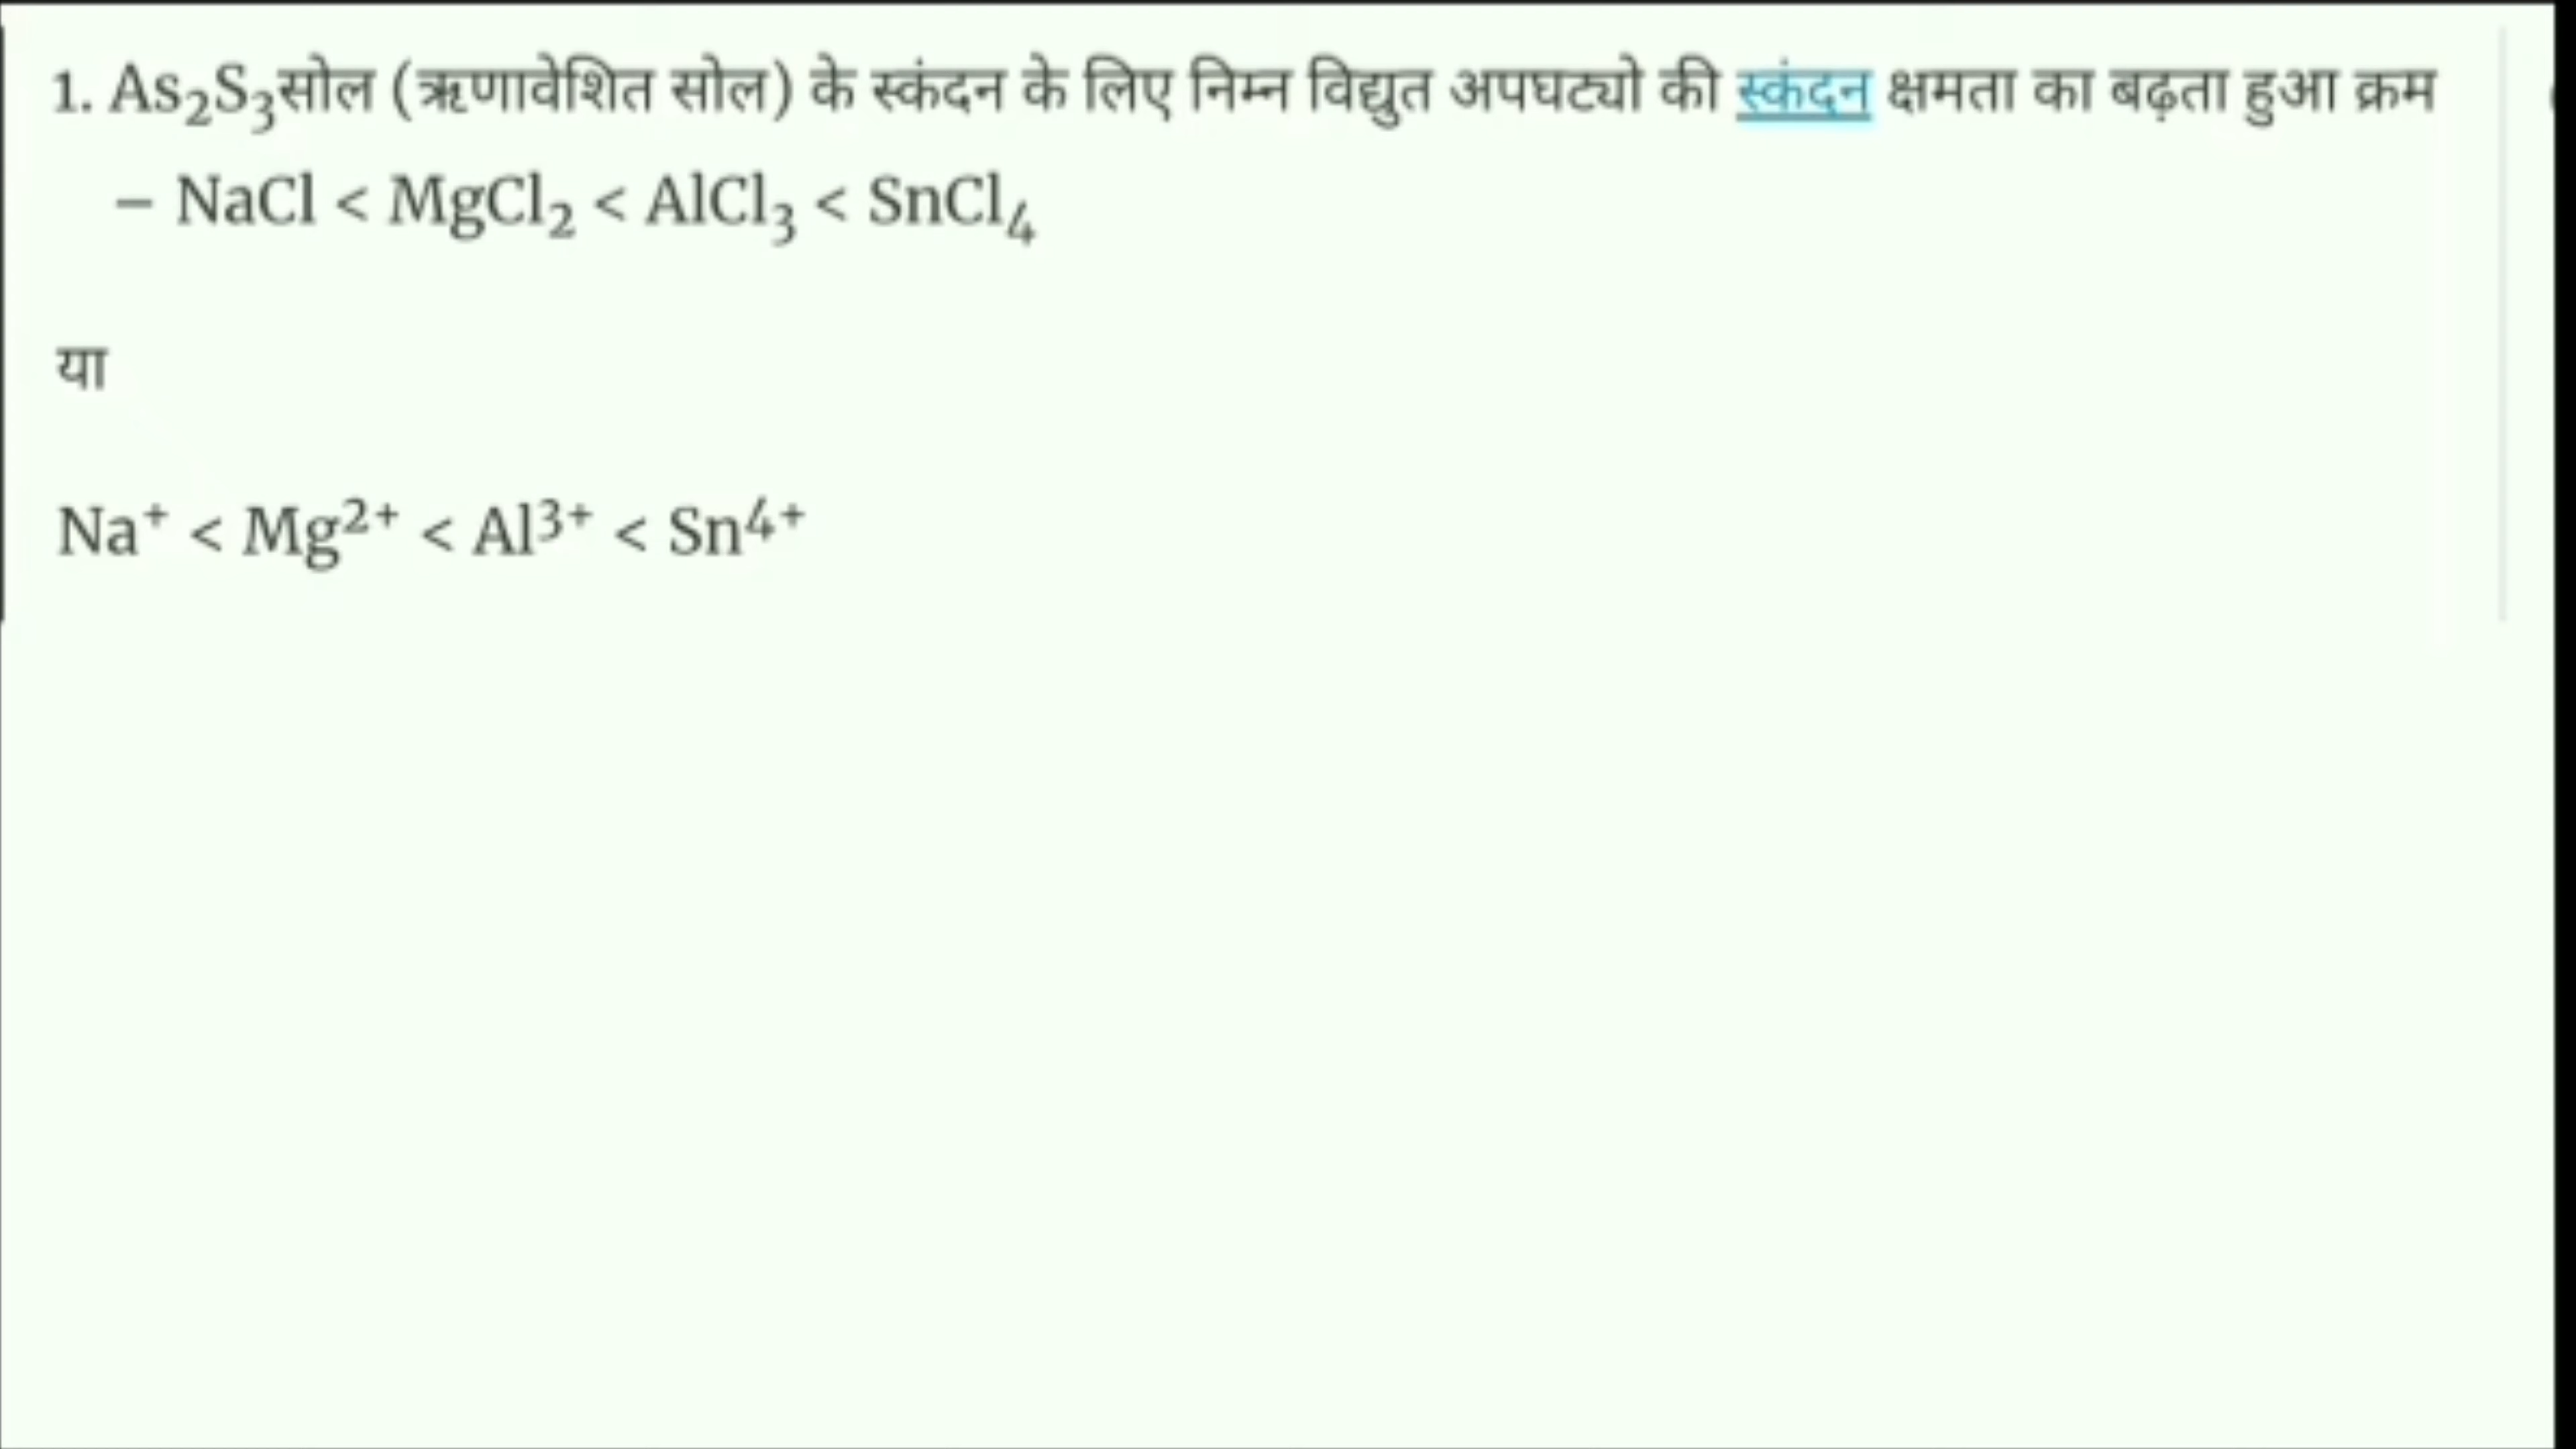 1. As₂S₃सोल (ऋणावेशित सोल) के स्कंदन के लिए निम्न विद्युत अपघट्यो की स्कंदन क्षमता का बढ़ता हुआ क्रम
– NaCl < MgCl₂ < AlCl₃ < SnCl₄
या
Na⁺ < Mg²⁺ < Al³⁺ < Sn⁴⁺